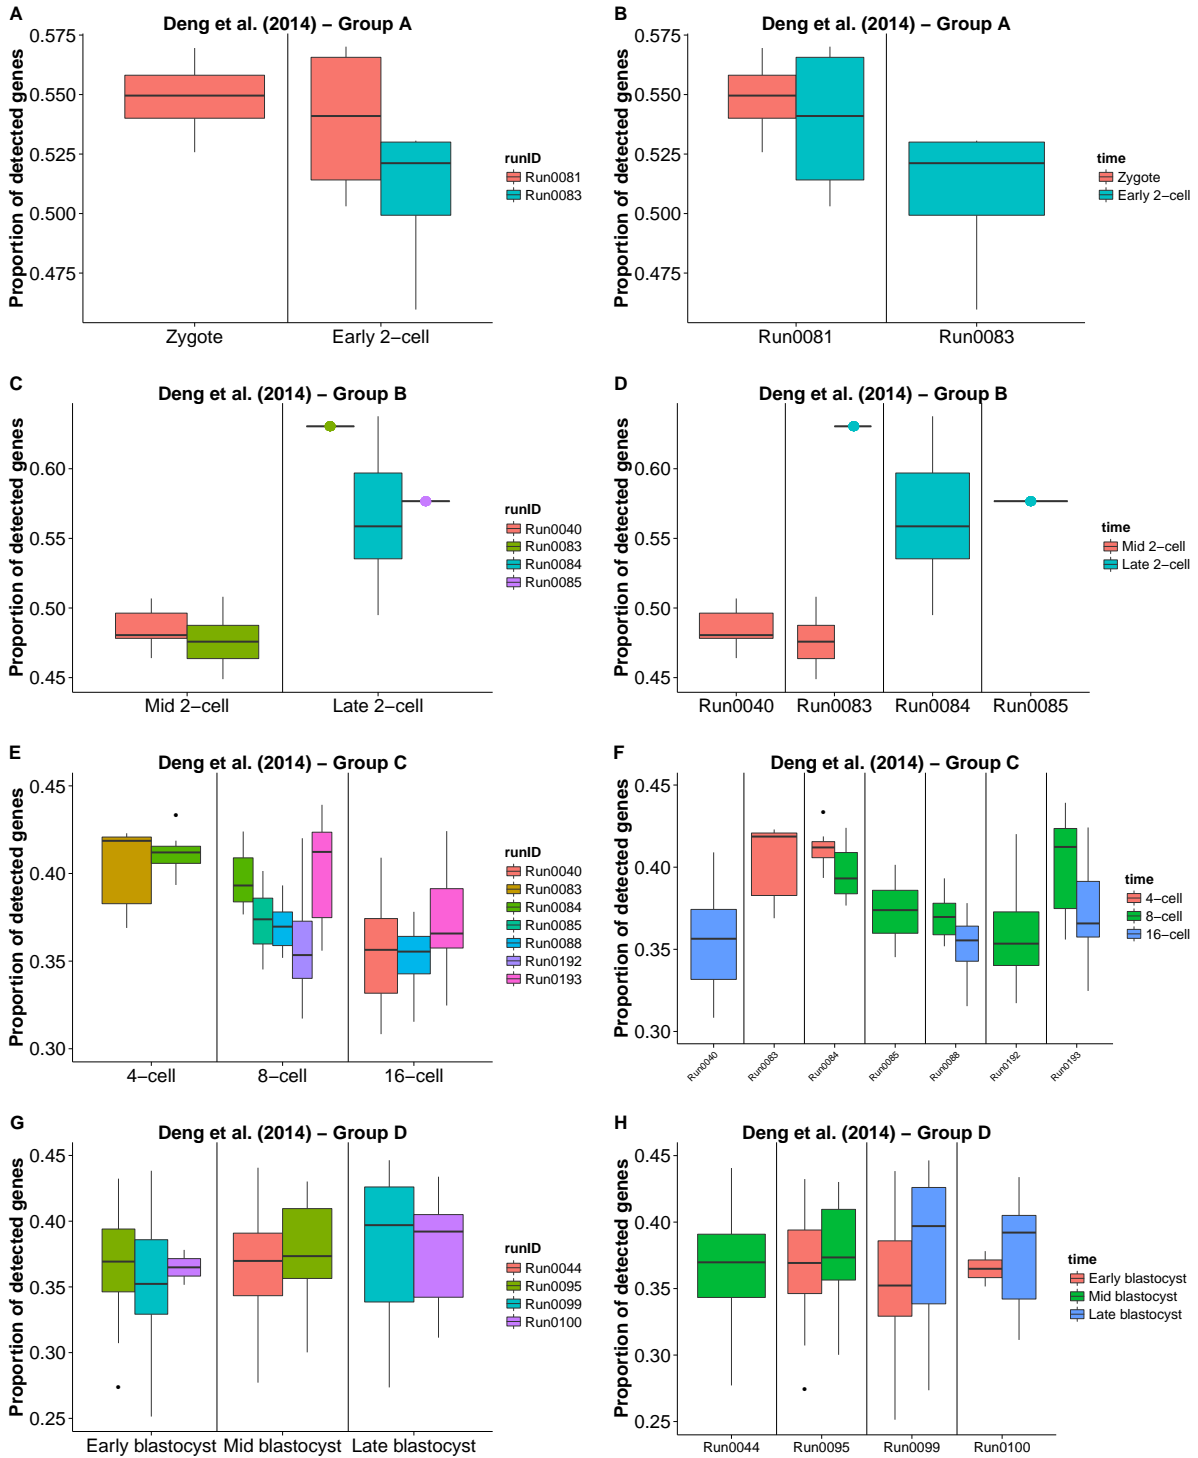 A
Deng et al. (2014) − Group A
Proportion of detected genes
0.575
0.550
0.525
0.500
0.475
Zygote
Early 2−cell
runID
Run0081
Run0083
B
Deng et al. (2014) − Group A
Proportion of detected genes
0.575
0.550
0.525
0.500
0.475
Run0081
Run0083
time
Zygote
Early 2−cell
C
Deng et al. (2014) − Group B
Proportion of detected genes
0.60
0.55
0.50
0.45
Mid 2−cell
Late 2−cell
runID
Run0040
Run0083
Run0084
Run0085
D
Deng et al. (2014) − Group B
Proportion of detected genes
0.60
0.55
0.50
0.45
Run0040
Run0083
Run0084
Run0085
time
Mid 2−cell
Late 2−cell
E
Deng et al. (2014) − Group C
Proportion of detected genes
0.45
0.40
0.35
0.30
4−cell
8−cell
16−cell
runID
Run0040
Run0083
Run0084
Run0085
Run0088
Run0192
Run0193
F
Deng et al. (2014) − Group C
Proportion of detected genes
0.45
0.40
0.35
0.30
Run0040
Run0083
Run0084
Run0085
Run0088
Run0192
Run0193
time
4−cell
8−cell
16−cell
G
Deng et al. (2014) − Group D
Proportion of detected genes
0.45
0.40
0.35
0.30
0.25
Early blastocyst
Mid blastocyst
Late blastocyst
runID
Run0044
Run0095
Run0099
Run0100
H
Deng et al. (2014) − Group D
Proportion of detected genes
0.45
0.40
0.35
0.30
0.25
Run0044
Run0095
Run0099
Run0100
time
Early blastocyst
Mid blastocyst
Late blastocyst